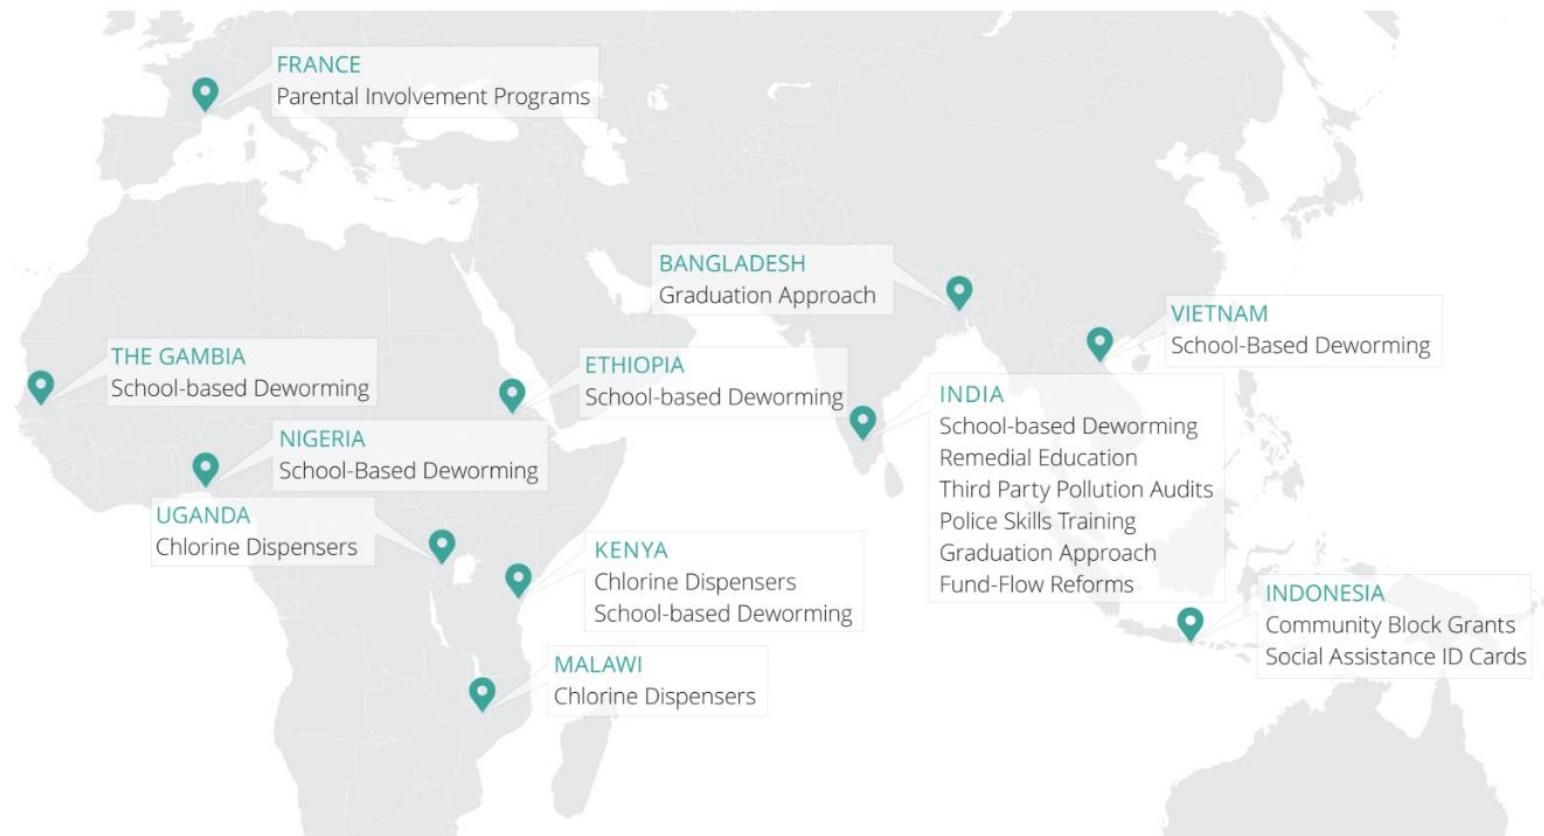 FRANCE
Parental Involvement Programs
BANGLADESH
Graduation Approach
VIETNAM
School-Based Deworming
THE GAMBIA
School-based Deworming
ETHIOPIA
School-based Deworming
INDIA
School-based Deworming
Remedial Education
Third Party Pollution Audits
Police Skills Training
Graduation Approach
Fund-Flow Reforms
NIGERIA
School-Based Deworming
UGANDA
Chlorine Dispensers
KENYA
Chlorine Dispensers
School-based Deworming
INDONESIA
Community Block Grants
Social Assistance ID Cards
MALAWI
Chlorine Dispensers